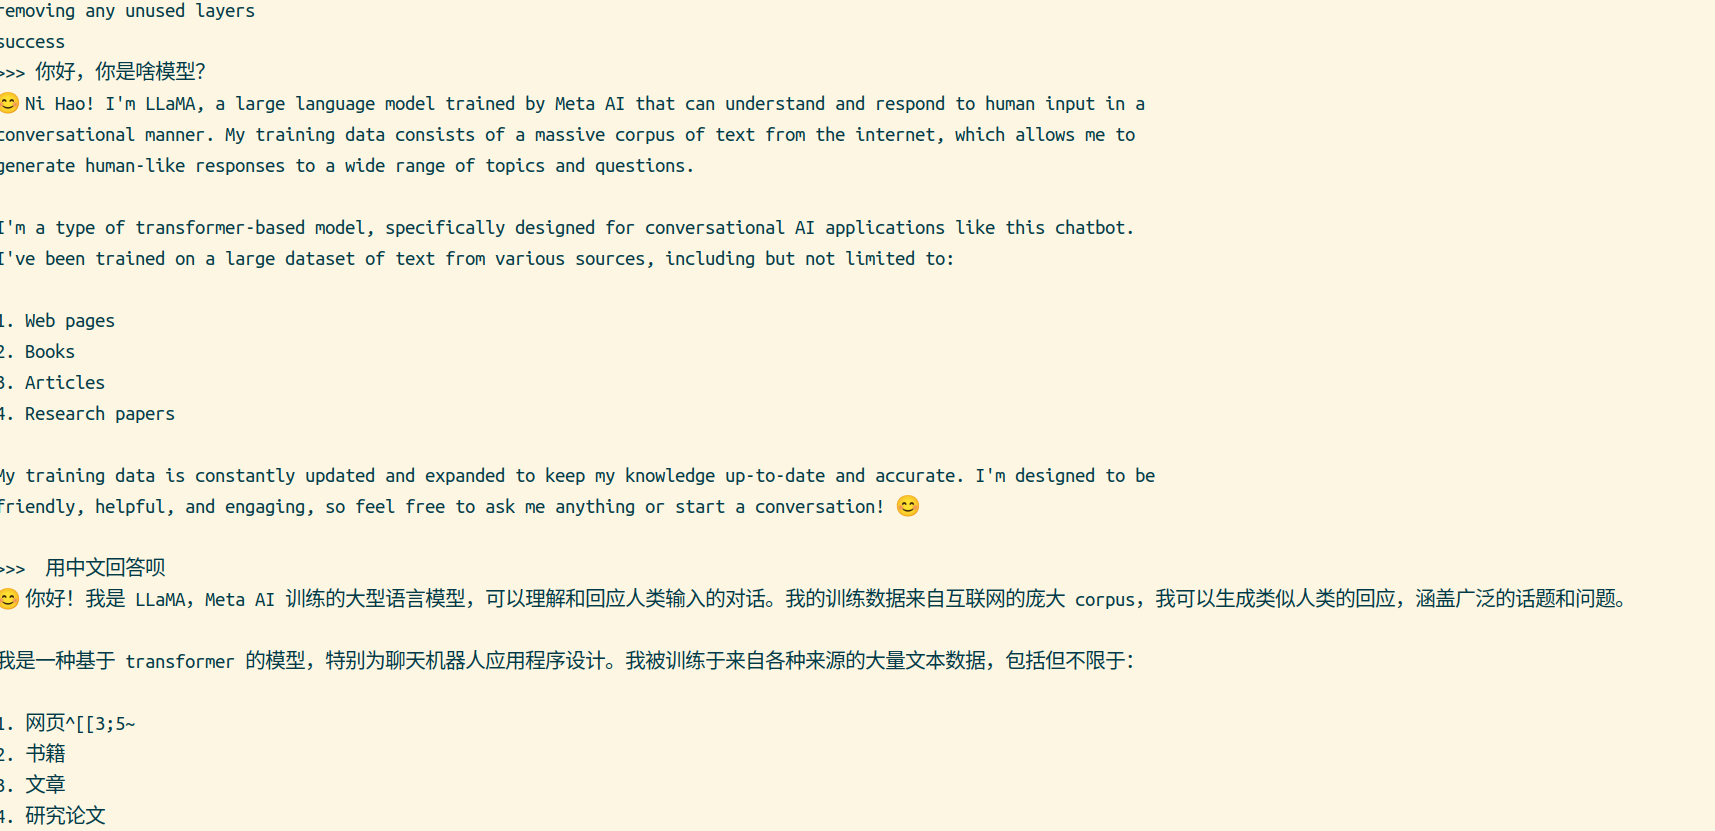 removing any unused layers
success
>>> 你好，你是啥模型？
😊 Ni Hao! I'm LLaMA, a large language model trained by Meta AI that can understand and respond to human input in a
conversational manner. My training data consists of a massive corpus of text from the internet, which allows me to
generate human-like responses to a wide range of topics and questions.
I'm a type of transformer-based model, specifically designed for conversational AI applications like this chatbot.
I've been trained on a large dataset of text from various sources, including but not limited to:
1. Web pages
2. Books
3. Articles
4. Research papers
My training data is constantly updated and expanded to keep my knowledge up-to-date and accurate. I'm designed to be
friendly, helpful, and engaging, so feel free to ask me anything or start a conversation! 😊
>>> 用中文回答呗
😊 你好！我是 LLaMA，Meta AI 训练的大型语言模型，可以理解和回应人类输入的对话。我的训练数据来自互联网的庞大 corpus，我可以生成类似人类的回应，涵盖广泛的话题和问题。
我是一种基于 transformer 的模型，特别为聊天机器人应用程序设计。我被训练于来自各种来源的大量文本数据，包括但不限于：
1. 网页^[[3;5~
2. 书籍
3. 文章
4. 研究论文